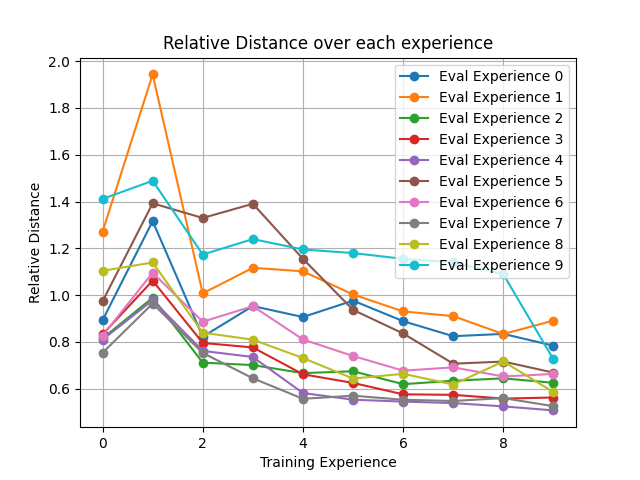 Relative Distance over each experience
2.0
1.8
1.6
1.4
1.2
1.0
0.8
0.6
Relative Distance
Eval Experience 0
Eval Experience 1
Eval Experience 2
Eval Experience 3
Eval Experience 4
Eval Experience 5
Eval Experience 6
Eval Experience 7
Eval Experience 8
Eval Experience 9
0 2 4 6 8
Training Experience